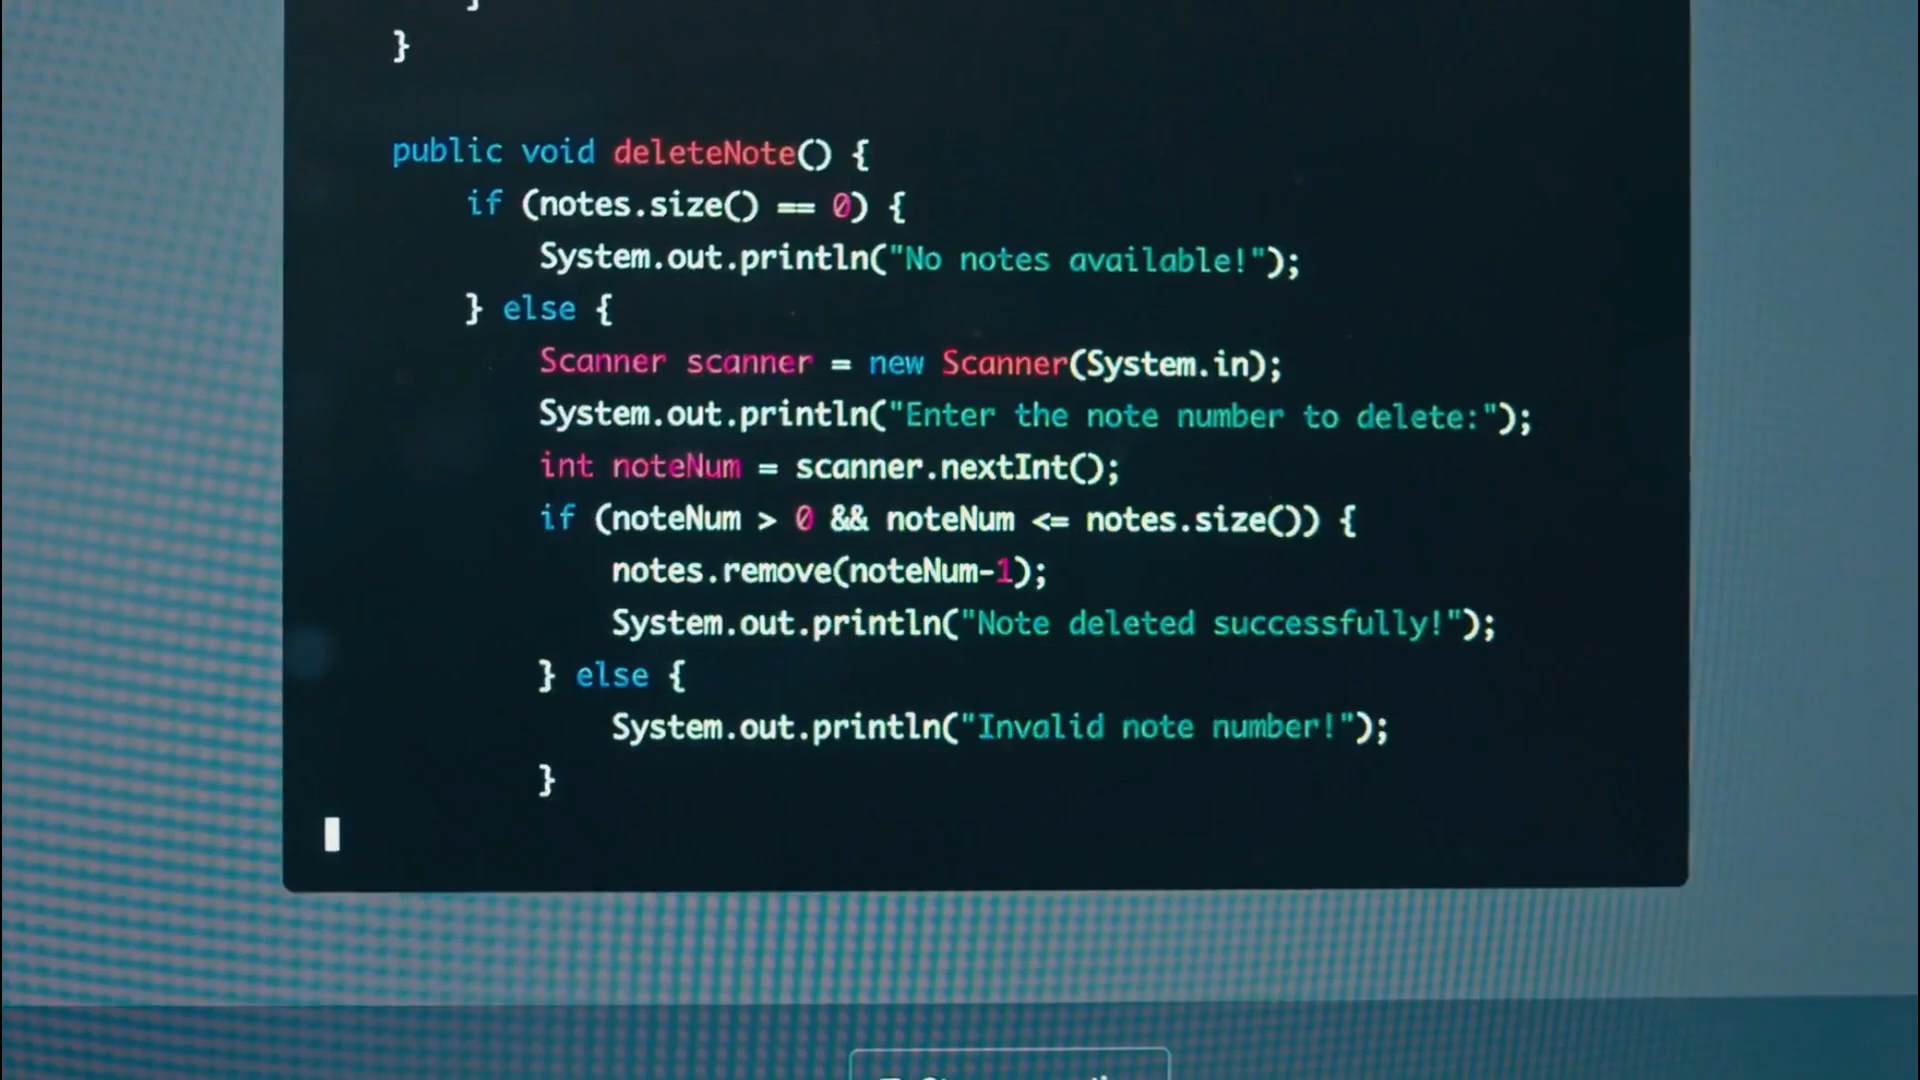 }
}
public void deleteNote() {
if (notes.size() == 0) {
System.out.println("No notes available!");
} else {
Scanner scanner = new Scanner(System.in);
System.out.println("Enter the note number to delete:");
int noteNum = scanner.nextInt();
if (noteNum > 0 && noteNum <= notes.size()) {
notes.remove(noteNum-1);
System.out.println("Note deleted successfully!");
} else {
System.out.println("Invalid note number!");
}